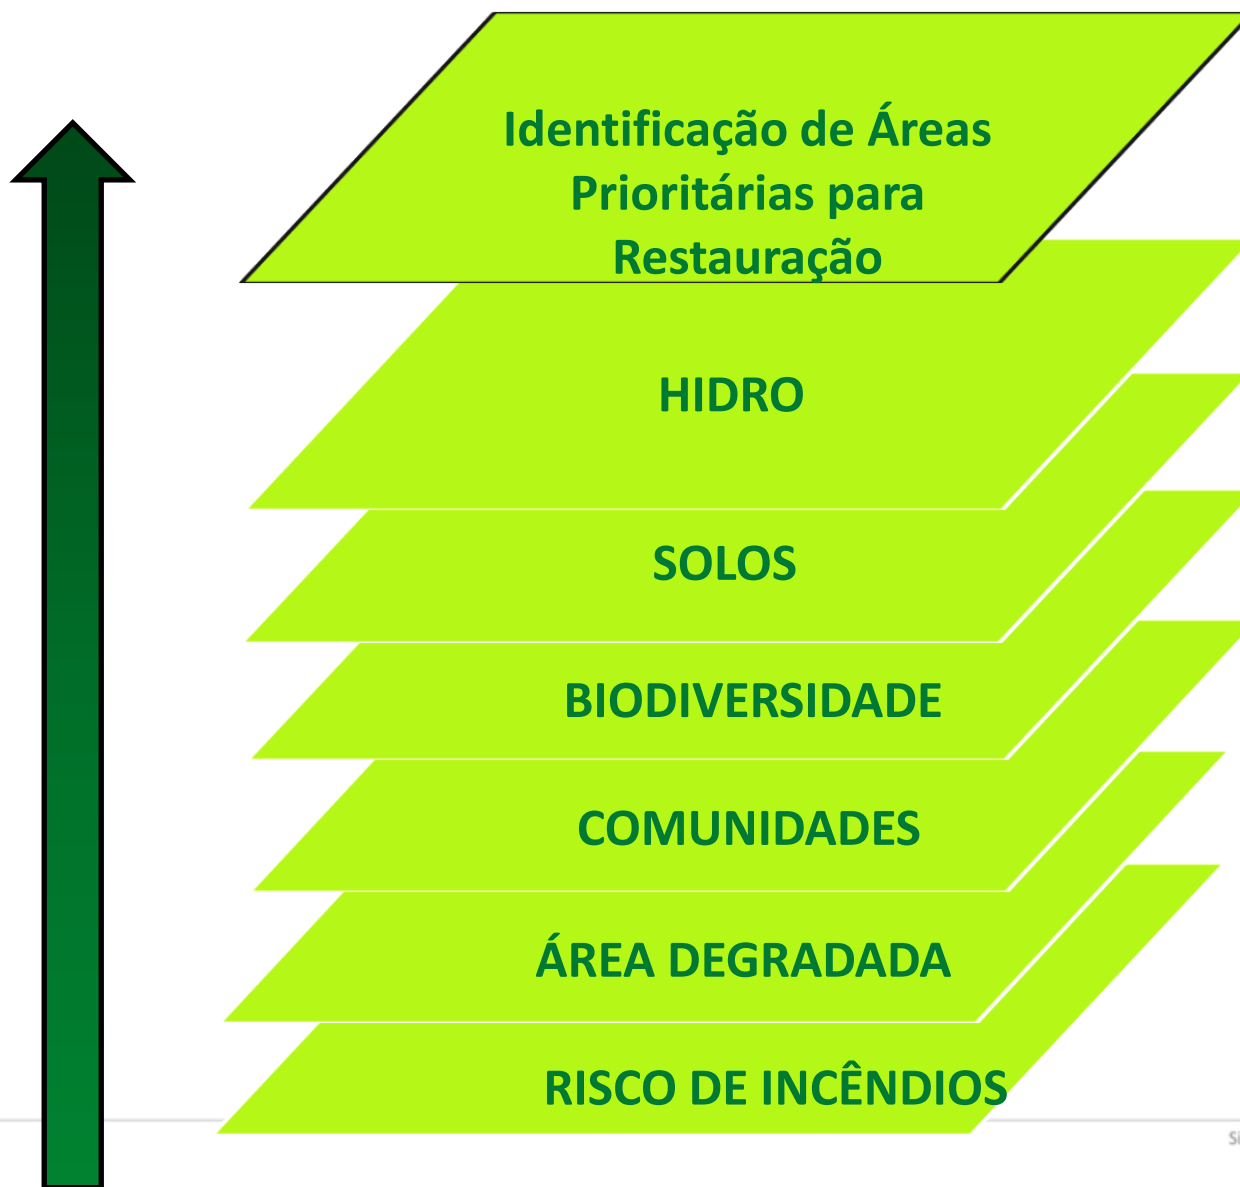 Identificação de Áreas
Prioritárias para
Restauração
HIDRO
SOLOS
BIODIVERSIDADE
COMUNIDADES
ÁREA DEGRADADA
RISCO DE INCÊNDIOS